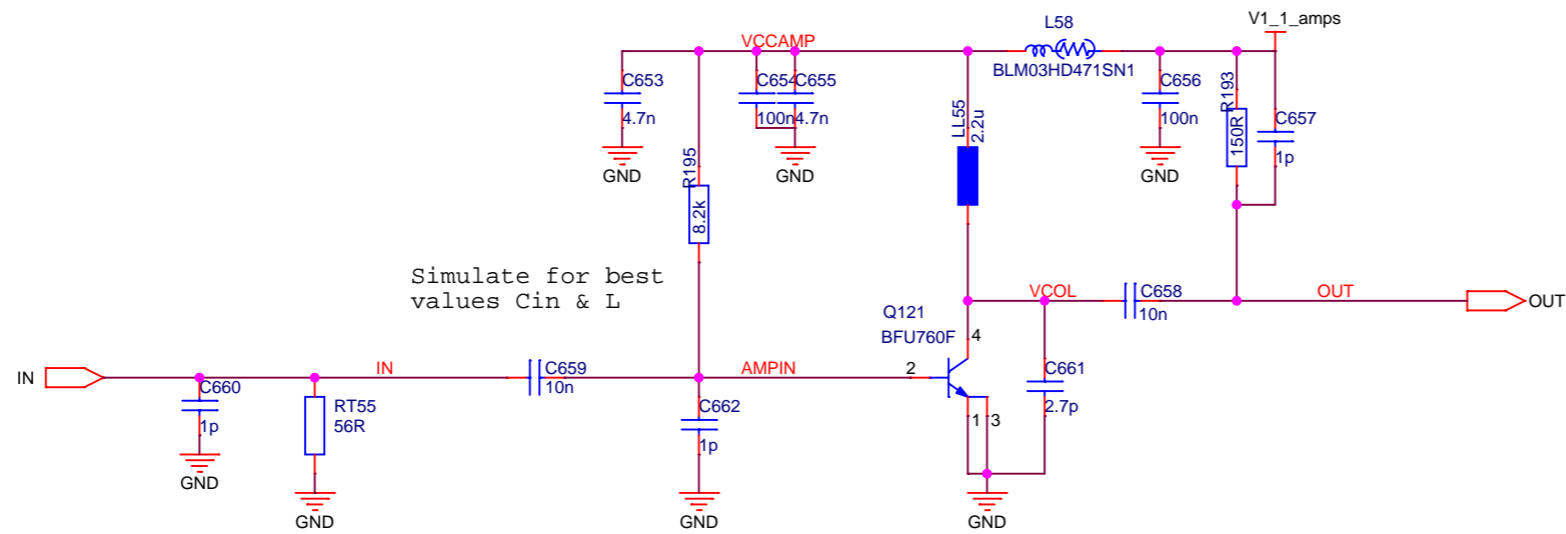 V1_1_amps
L58
VCCAMP
BLM03HD471SN1
C653
4.7n
C654
100n
C655
4.7n
LL55
2.2u
C656
100n
R193
150R
C657
1p
GND
GND
GND
R195
8.2k
Simulate for best
values Cin & L
VCOL
C658
10n
OUT
OUT
Q121
BFU760F
4
IN
IN
C659
10n
AMPIN
2
C661
2.7p
C660
1p
RT55
56R
C662
1p
1
3
GND
GND
GND
GND